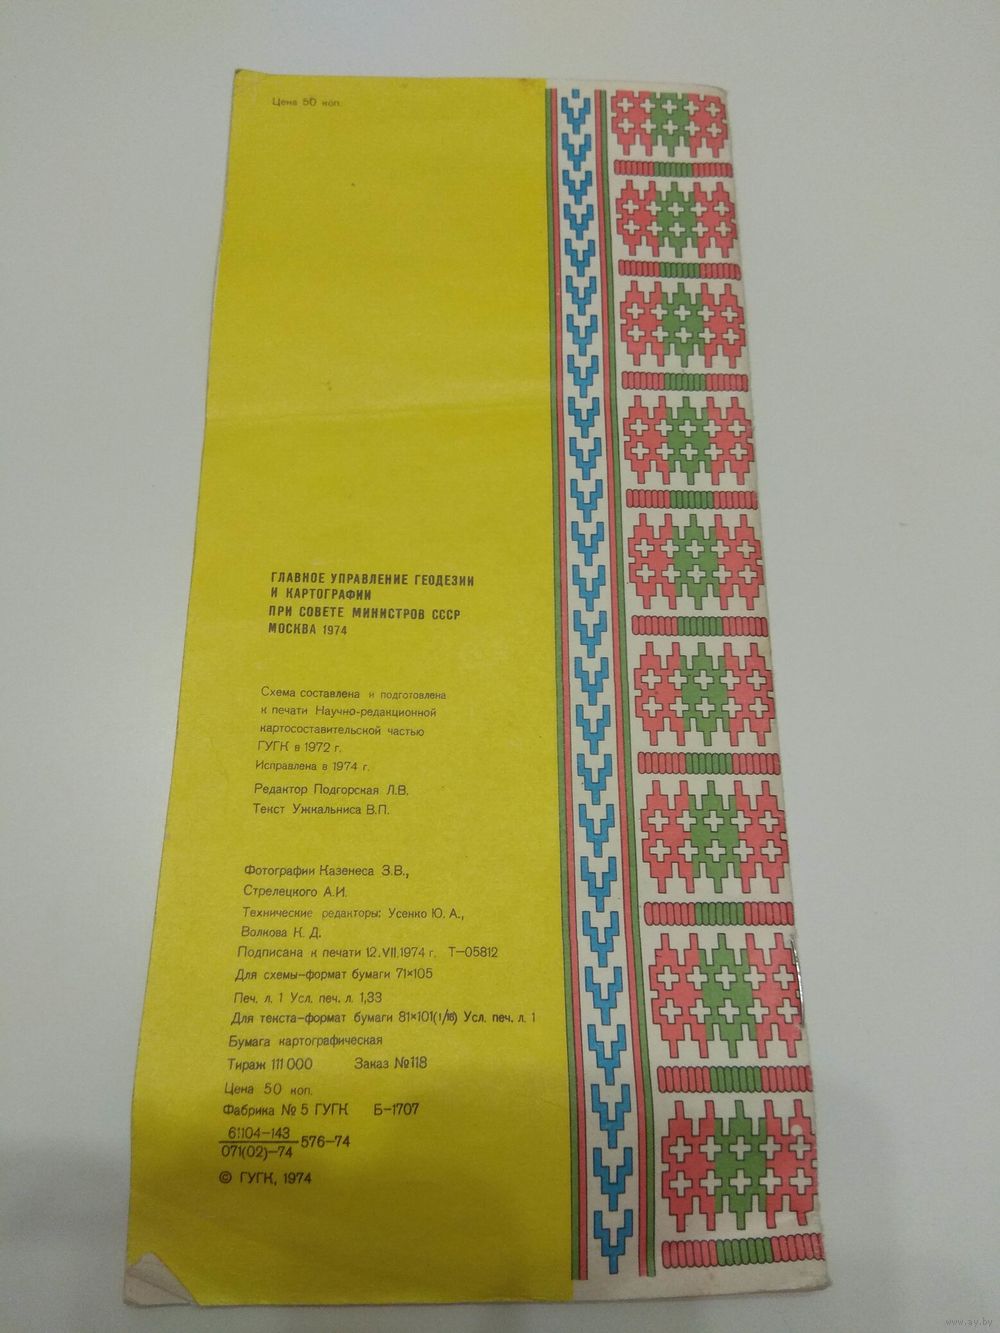 Цена 50 коп.
ГЛАВНОЕ УПРАВЛЕНИЕ ГЕОДЕЗИИ
И КАРТОГРАФИИ
ПРИ СОВЕТЕ МИНИСТРОВ СССР
МОСКВА 1974
Схема составлена и подготовлена
к печати Научно-редакционной
картосоставительской частью
ГУГК в 1972 г.
Исправлена в 1974 г.
Редактор Подгорская Л.В.
Текст Ужкальниса В.П.
Фотографии Казенеса З.В.,
Стрелецкого А.И.
Технические редакторы: Усенко Ю. А.,
Волкова К. Д.
Подписана к печати 12.VII.1974 г. Т-05812
Для схемы-формат бумаги 71×105
Печ. л. 1 Усл. печ. л. 1,33
Для текста-формат бумаги 81×101(1/16) Усл. печ. л. 1
Бумага картографическая
Тираж 111 000 Заказ №118
Цена 50 коп.
Фабрика № 5 ГУГК Б-1707
61104-143
071(02)-74
576-74
© ГУГК, 1974
www.ay.by